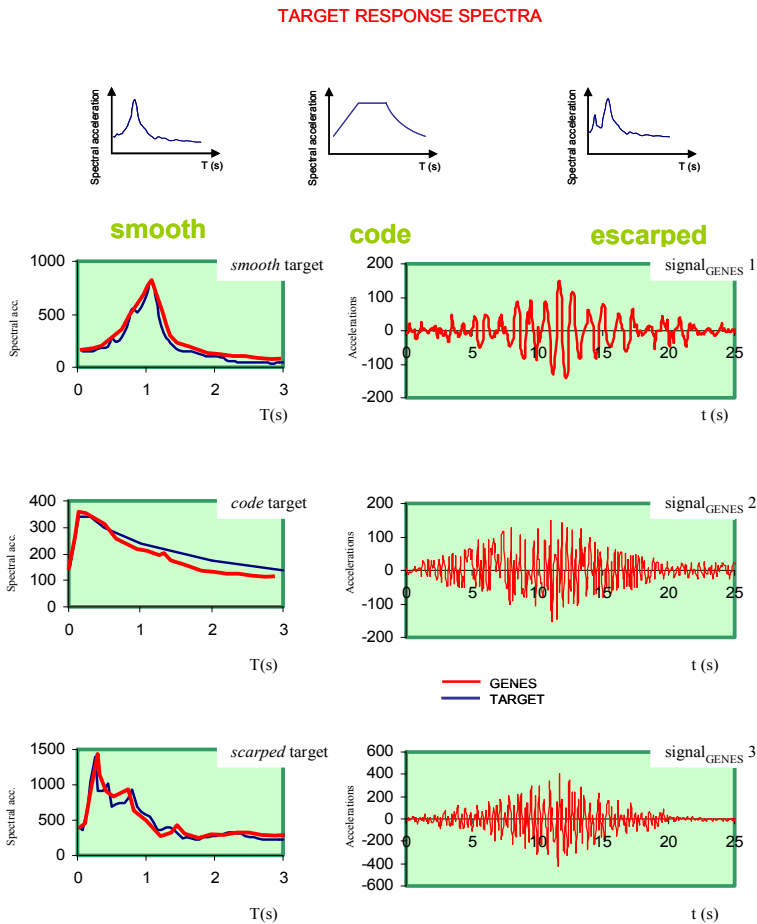 TARGET RESPONSE SPECTRA
Spectral acceleration
T (s)
Spectral acceleration
T (s)
Spectral acceleration
T (s)
smooth
code
escarped
smooth target
Spectral acc.
1000
500
0
0 1 2 3
T(s)
signalGENES 1
Accelerations
200
100
0
-100
-200
0 5 10 15 20 25
t (s)
code target
Spectral acc.
400
300
200
100
0
0 1 2 3
T(s)
signalGENES 2
Accelerations
200
100
0
-100
-200
0 5 10 15 20 25
t (s)
GENES
TARGET
scarped target
Spectral acc.
1500
1000
500
0
0 1 2 3
T(s)
signalGENES 3
Accelerations
600
400
200
0
-200
-400
-600
0 5 10 15 20 25
t (s)